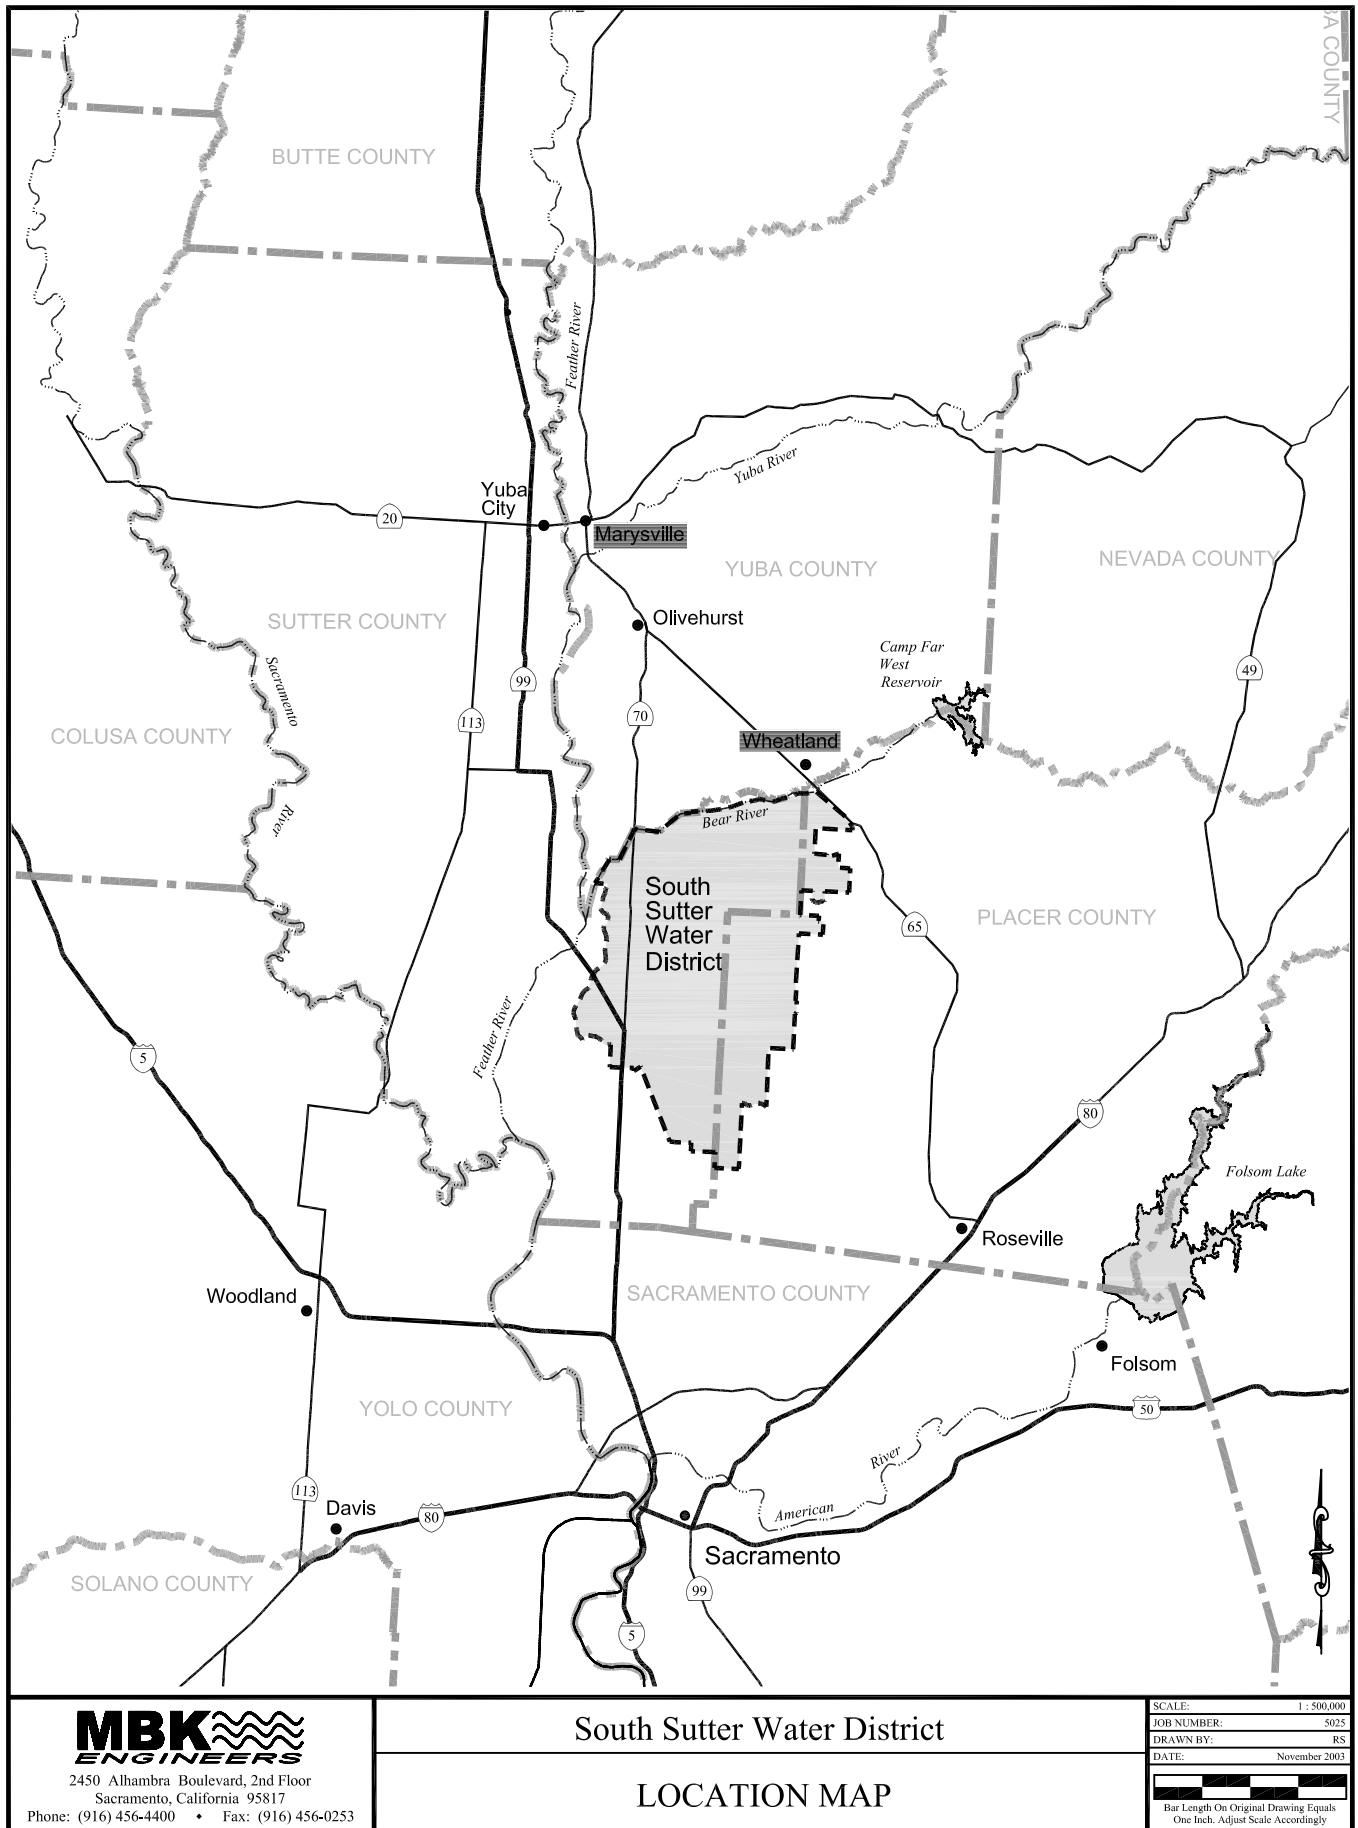 BA COUNTY
BUTTE COUNTY
Feather River
Yuba River
Yuba
City
20
Marysville
YUBA COUNTY
NEVADA COUNTY
SUTTER COUNTY
Olivehurst
Camp Far
West
Reservoir
Sacramento
River
99
49
113
70
COLUSA COUNTY
Wheatland
Bear River
South
Sutter
Water
District
PLACER COUNTY
65
Feather River
5
80
Folsom Lake
Roseville
Woodland
SACRAMENTO COUNTY
Folsom
YOLO COUNTY
50
River
American
113
Davis
80
Sacramento
SOLANO COUNTY
99
5
MBK
ENGINEERS
2450 Alhambra Boulevard, 2nd Floor
Sacramento, California 95817
Phone: (916) 456-4400 • Fax: (916) 456-0253
South Sutter Water District
LOCATION MAP
SCALE: 1 : 500,000
JOB NUMBER: 5025
DRAWN BY: RS
DATE: November 2003
Bar Length On Original Drawing Equals
One Inch. Adjust Scale Accordingly